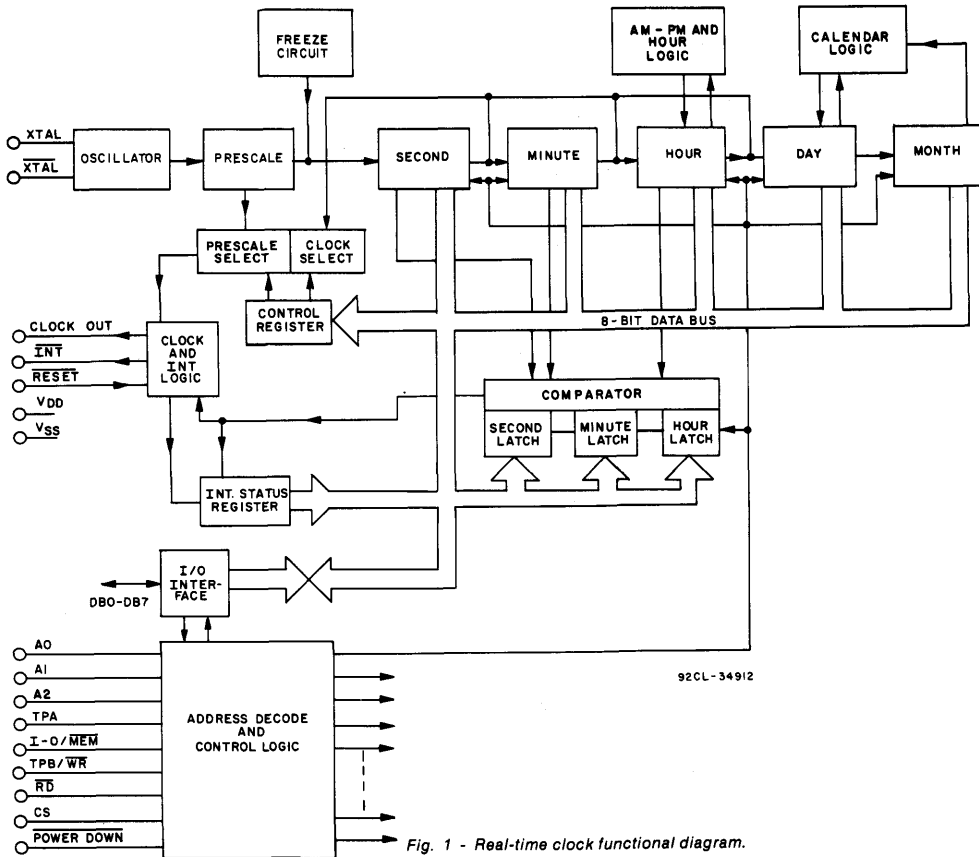 FREEZE
CIRCUIT
AM - PM AND
HOUR
LOGIC
CALENDAR
LOGIC
XTAL
XTAL
OSCILLATOR
PRESCALE
SECOND
MINUTE
HOUR
DAY
MONTH
PRESCALE
SELECT
CLOCK
SELECT
CONTROL
REGISTER
8-BIT DATA BUS
CLOCK OUT
INT
RESET
VDD
VSS
CLOCK
AND
INT
LOGIC
COMPARATOR
SECOND
LATCH
MINUTE
LATCH
HOUR
LATCH
INT. STATUS
REGISTER
I/O
INTER-
FACE
DB0-DB7
A0
A1
A2
TPA
I-O/MEM
TPB/WR
RD
CS
POWER DOWN
ADDRESS DECODE
AND
CONTROL LOGIC
92CL-34912
Fig. 1 - Real-time clock functional diagram.